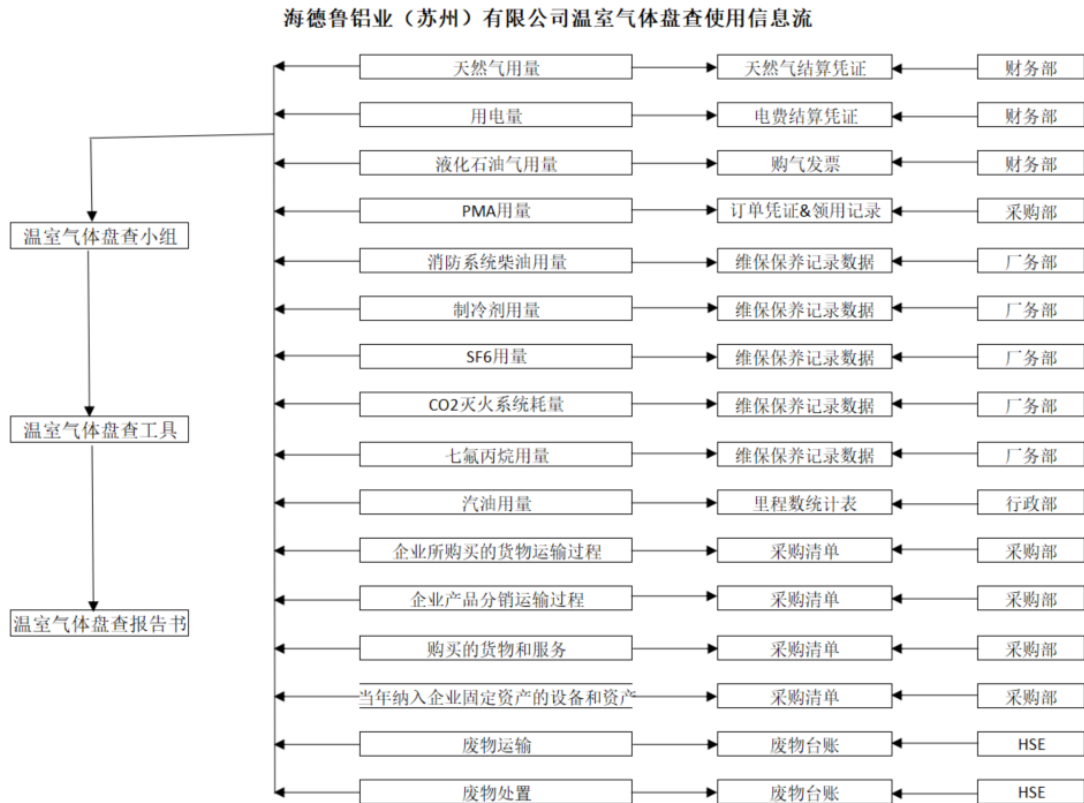 海德鲁铝业（苏州）有限公司温室气体盘查使用信息流
天然气用量 天然气结算凭证 财务部
用电量 电费结算凭证 财务部
液化石油气用量 购气发票 财务部
PMA用量 订单凭证&领用记录 采购部
温室气体盘查小组
消防系统柴油用量 维保保养记录数据 厂务部
制冷剂用量 维保保养记录数据 厂务部
SF6用量 维保保养记录数据 厂务部
CO2灭火系统耗量 维保保养记录数据 厂务部
温室气体盘查工具
七氟丙烷用量 维保保养记录数据 厂务部
汽油用量 里程数统计表 行政部
企业所购买的货物运输过程 采购清单 采购部
企业产品分销运输过程 采购清单 采购部
温室气体盘查报告书
购买的货物和服务 采购清单 采购部
当年纳入企业固定资产的设备和资产 采购清单 采购部
废物运输 废物台账 HSE
废物处置 废物台账 HSE